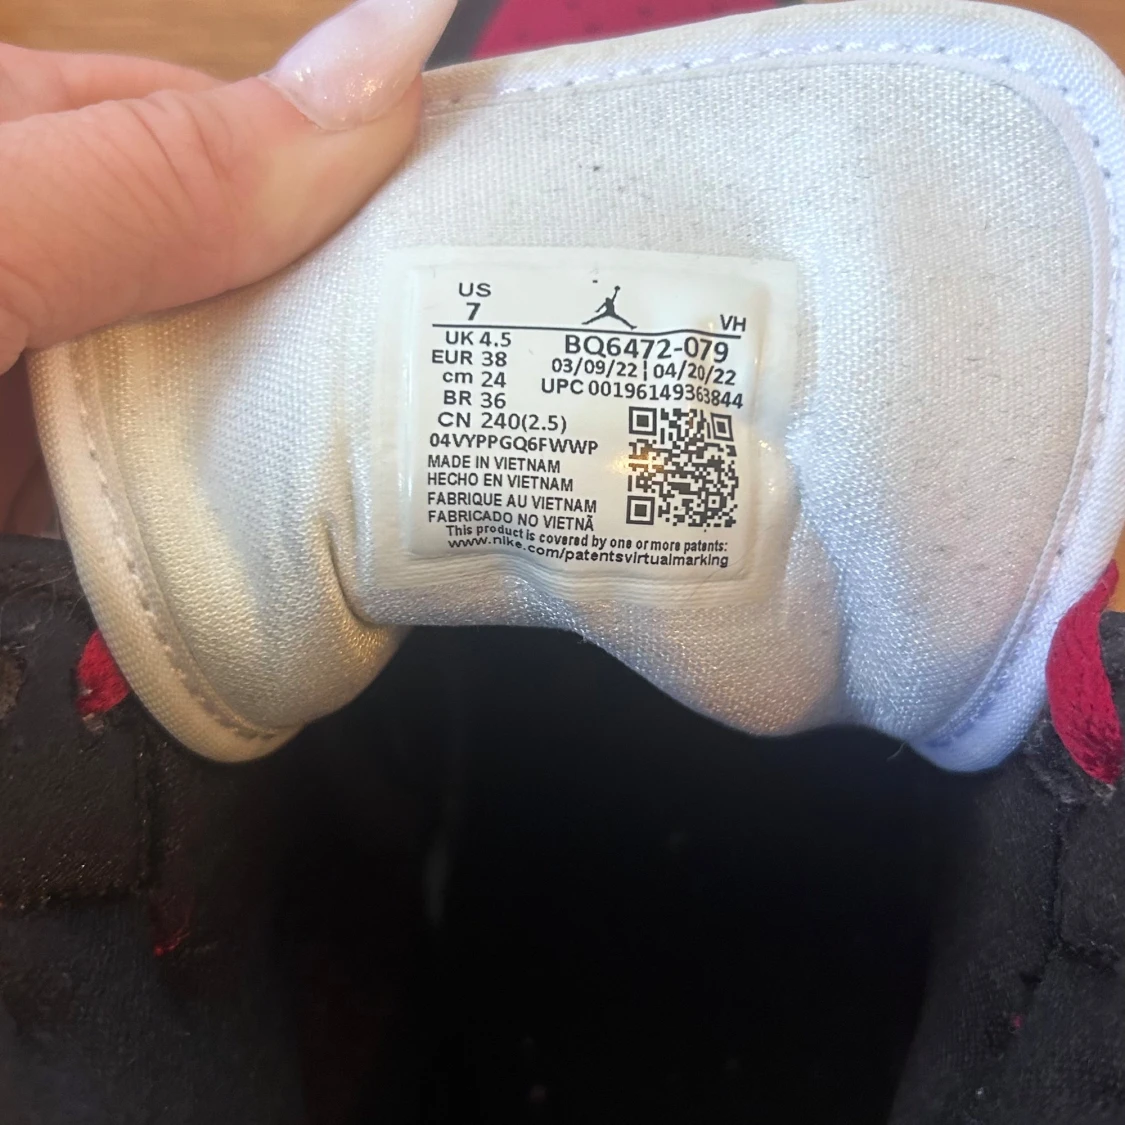 US
7
VH
UK 4.5
EUR 38
cm 24
BR 36
CN 240(2.5)
BQ6472-079
03/09/22 | 04/20/22
UPC 00196149363844
04VYPPGQ6FWWP
MADE IN VIETNAM
HECHO EN VIETNAM
FABRIQUE AU VIETNAM
FABRICADO NO VIETNÃ
This product is covered by one or more patents:
www.nike.com/patentsvirtualmarking